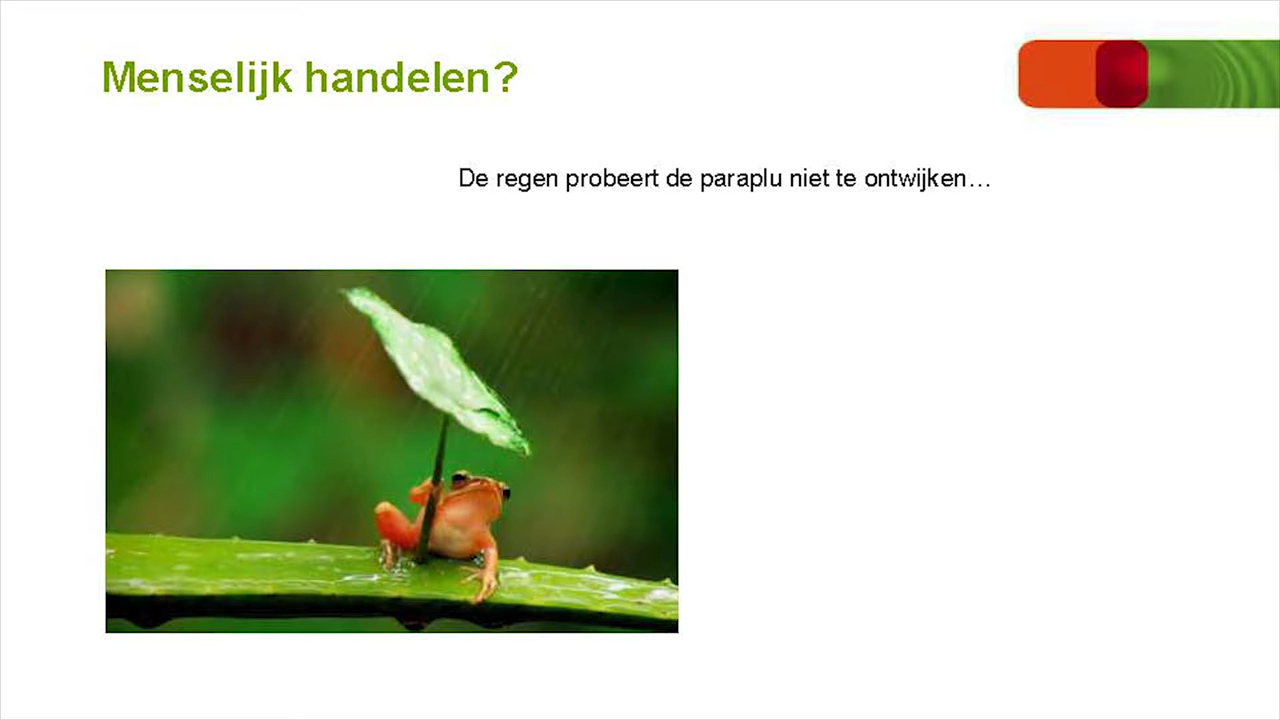 Menselijk handelen?
De regen probeert de paraplu niet te ontwijken…